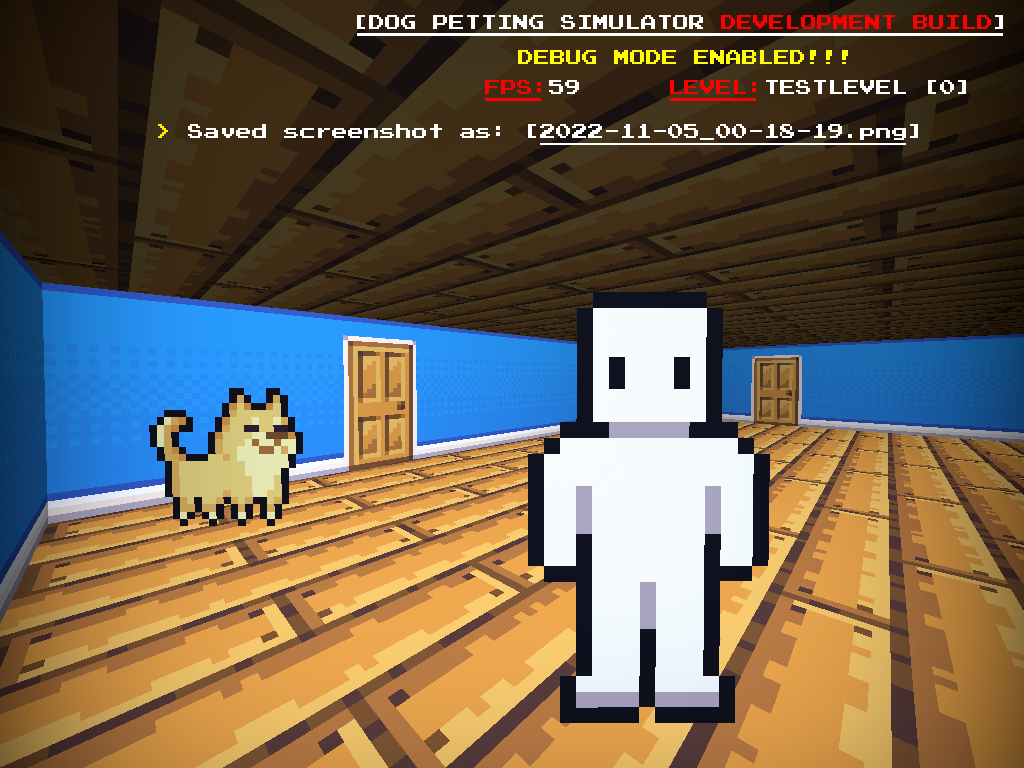 [DOG PETTING SIMULATOR DEVELOPMENT BUILD]
DEBUG MODE ENABLED!!!
FPS:59 LEVEL:TESTLEVEL [0]
> Saved screenshot as: [2022-11-05_00-18-19.png]